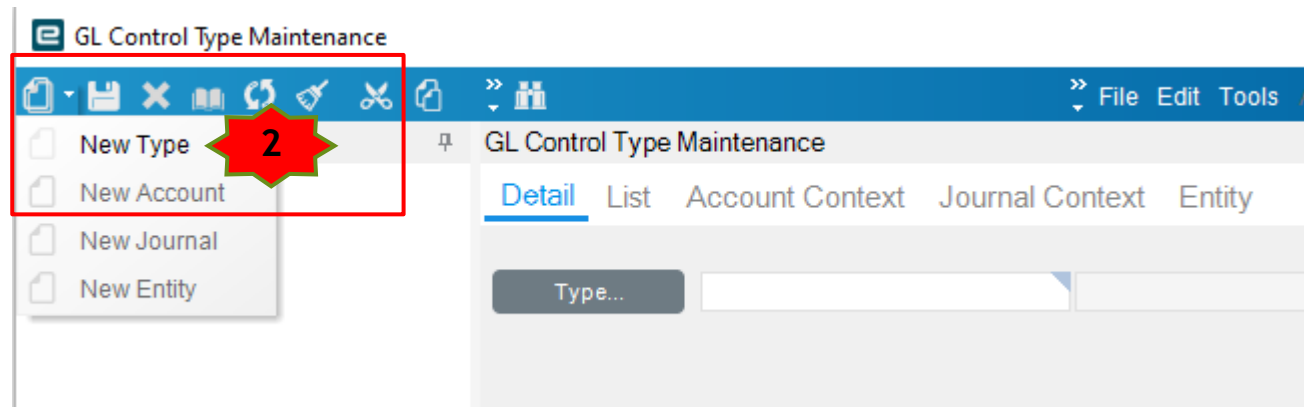 GL Control Type Maintenance
File Edit Tools
New Type 2
New Account
New Journal
New Entity
GL Control Type Maintenance
Detail List Account Context Journal Context Entity
Type...